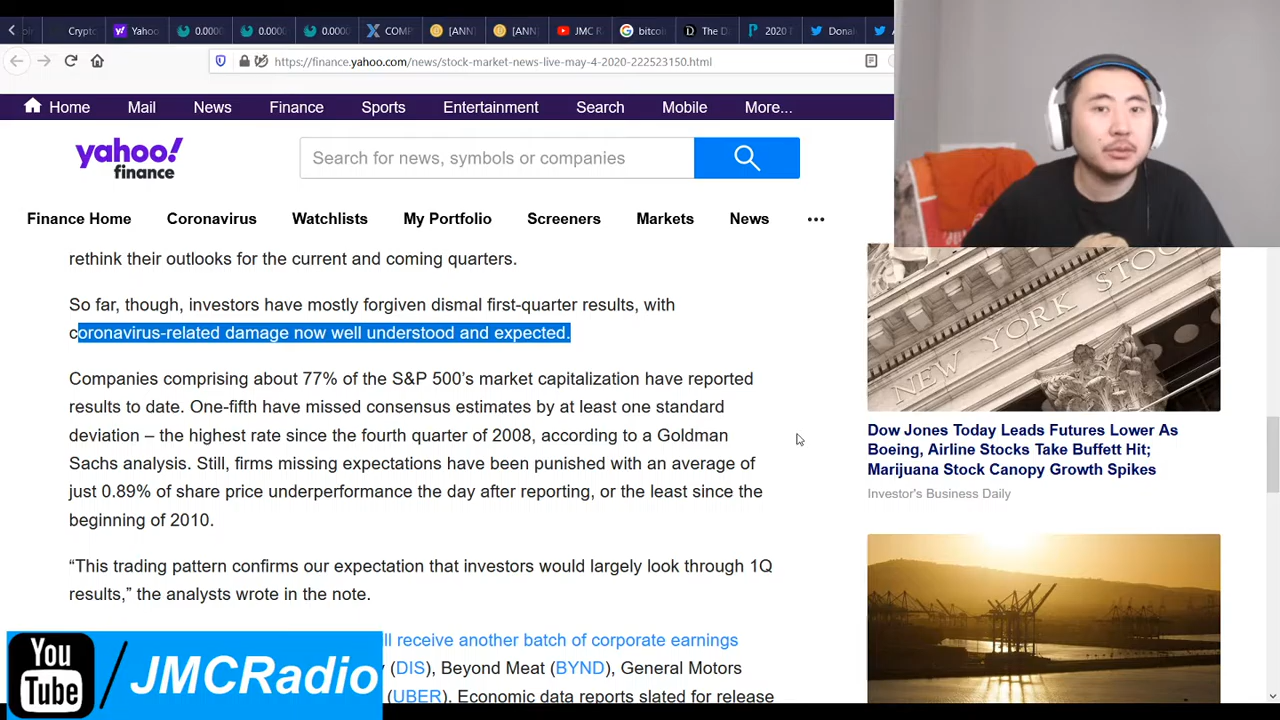 Crypto
Yahoo
0.0000
0.0000
0.0000
COMP
[ANN]
[ANN]
JMC R
bitcoi
The D
2020
Donal
https://finance.yahoo.com/news/stock-market-news-live-may-4-2020-222523150.html
Home Mail News Finance Sports Entertainment Search Mobile More...
yahoo!
finance
Search for news, symbols or companies
Finance Home Coronavirus Watchlists My Portfolio Screeners Markets News
rethink their outlooks for the current and coming quarters.
So far, though, investors have mostly forgiven dismal first-quarter results, with
coronavirus-related damage now well understood and expected.
Companies comprising about 77% of the S&P 500’s market capitalization have reported
results to date. One-fifth have missed consensus estimates by at least one standard
deviation – the highest rate since the fourth quarter of 2008, according to a Goldman
Sachs analysis. Still, firms missing expectations have been punished with an average of
just 0.89% of share price underperformance the day after reporting, or the least since the
beginning of 2010.
“This trading pattern confirms our expectation that investors would largely look through 1Q
results,” the analysts wrote in the note.
ll receive another batch of corporate earnings
(DIS), Beyond Meat (BYND), General Motors
(UBER). Economic data reports slated for release
NEW YORK STOC
Dow Jones Today Leads Futures Lower As
Boeing, Airline Stocks Take Buffett Hit;
Marijuana Stock Canopy Growth Spikes
Investor's Business Daily
You
Tube
/JMCRadio